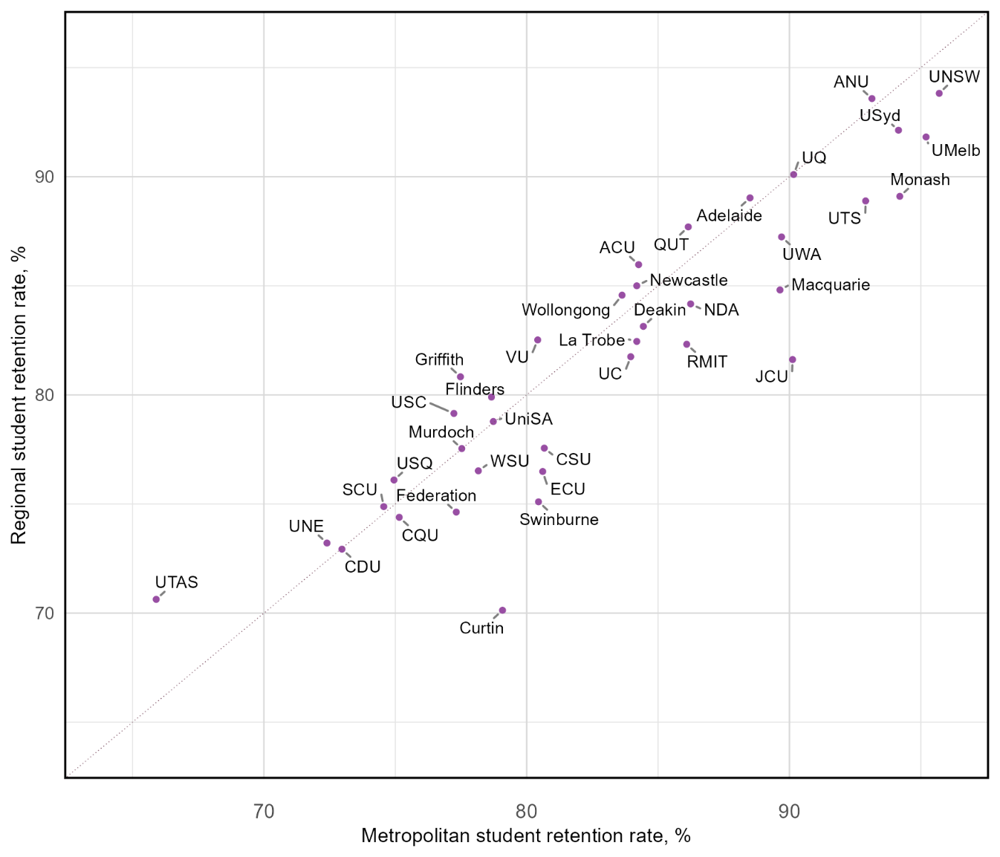 UNSW
ANU
USyd
UMelb
UQ
90
Monash
Adelaide
UTS
QUT
ACU
UWA
Newcastle
Macquarie
Wollongong
Deakin
NDA
La Trobe
VU
Griffith
RMIT
UC
JCU
Flinders
80
USC
UniSA
Murdoch
CSU
WSU
USQ
SCU
ECU
Federation
Swinburne
UNE
CQU
CDU
UTAS
70
Curtin
Regional student retention rate, %
70
80
90
Metropolitan student retention rate, %